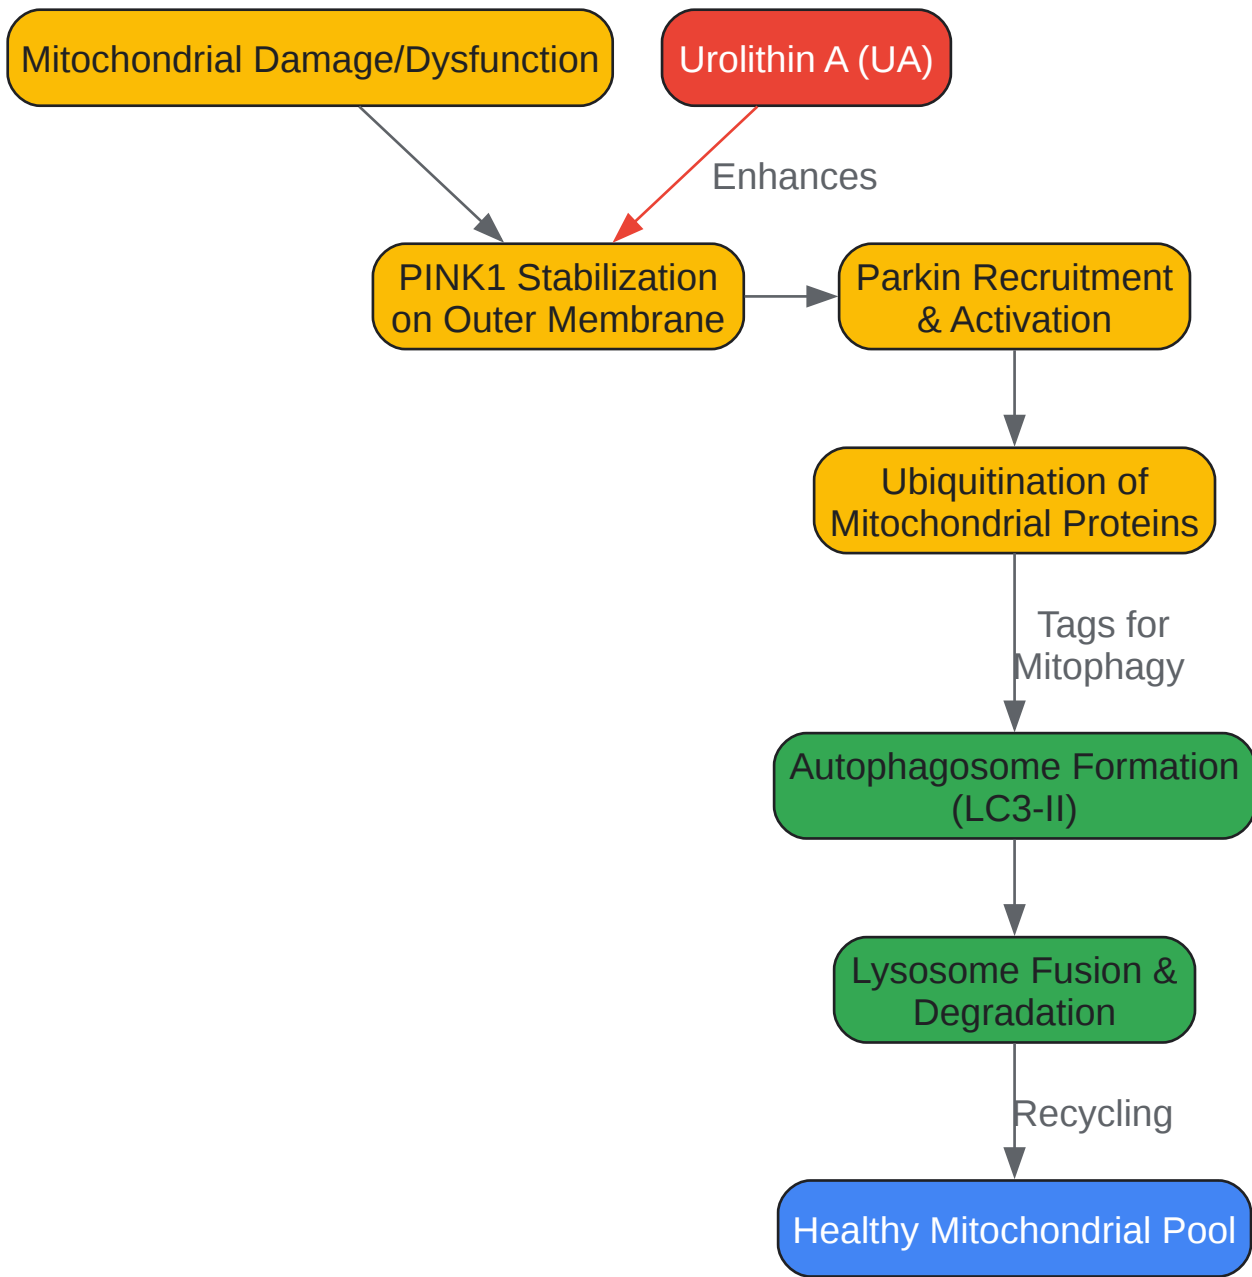 Mitochondrial Damage/Dysfunction
Urolithin A (UA)
Enhances
PINK1 Stabilization
on Outer Membrane
Parkin Recruitment
& Activation
Ubiquitination of
Mitochondrial Proteins
Tags for
Mitophagy
Autophagosome Formation
(LC3-II)
Lysosome Fusion &
Degradation
Recycling
Healthy Mitochondrial Pool